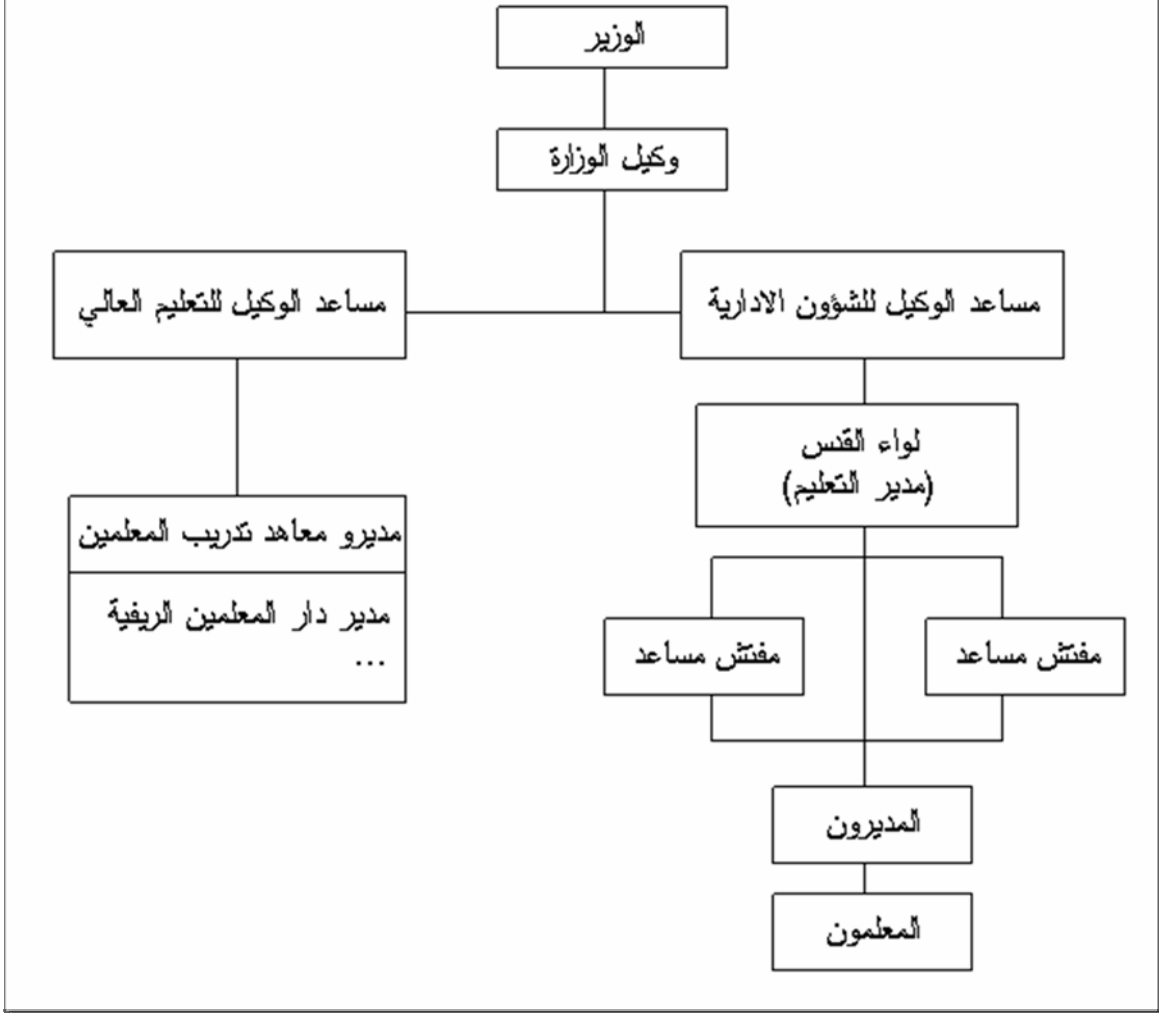 الوزير
وكيل الوزارة
مساعد الوكيل للشؤون الادارية
مساعد الوكيل للتعليم العالي
لواء القدس
(مدير التعليم)
مديرو معاهد تدريب المعلمين
مدير دار المعلمين الريفية
...
مفتش مساعد
مفتش مساعد
المديرون
المعلمون